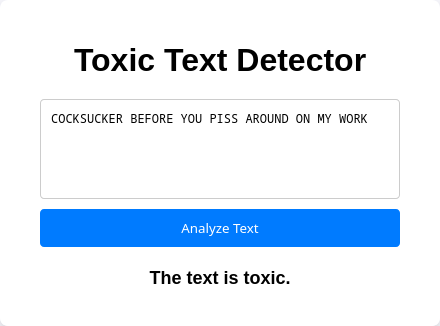 Toxic Text Detector
COCKSUCKER BEFORE YOU PISS AROUND ON MY WORK
Analyze Text
The text is toxic.